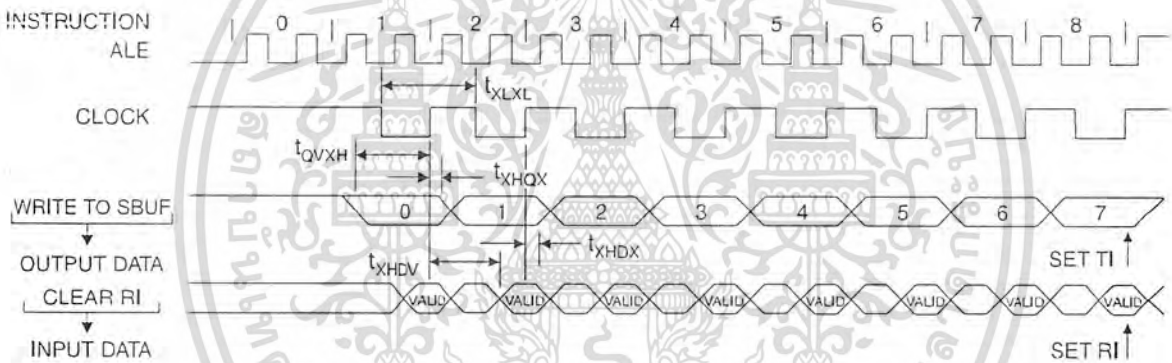 INSTRUCTION
0 1 2 3 4 5 6 7 8
ALE
tXLXL
CLOCK
tQVXH
tXHQX
WRITE TO SBUF
0 1 2 3 4 5 6 7
OUTPUT DATA
tXHDV
tXHDX
SET TI
CLEAR RI
VALID VALID VALID VALID VALID VALID VALID VALID
INPUT DATA
SET RI